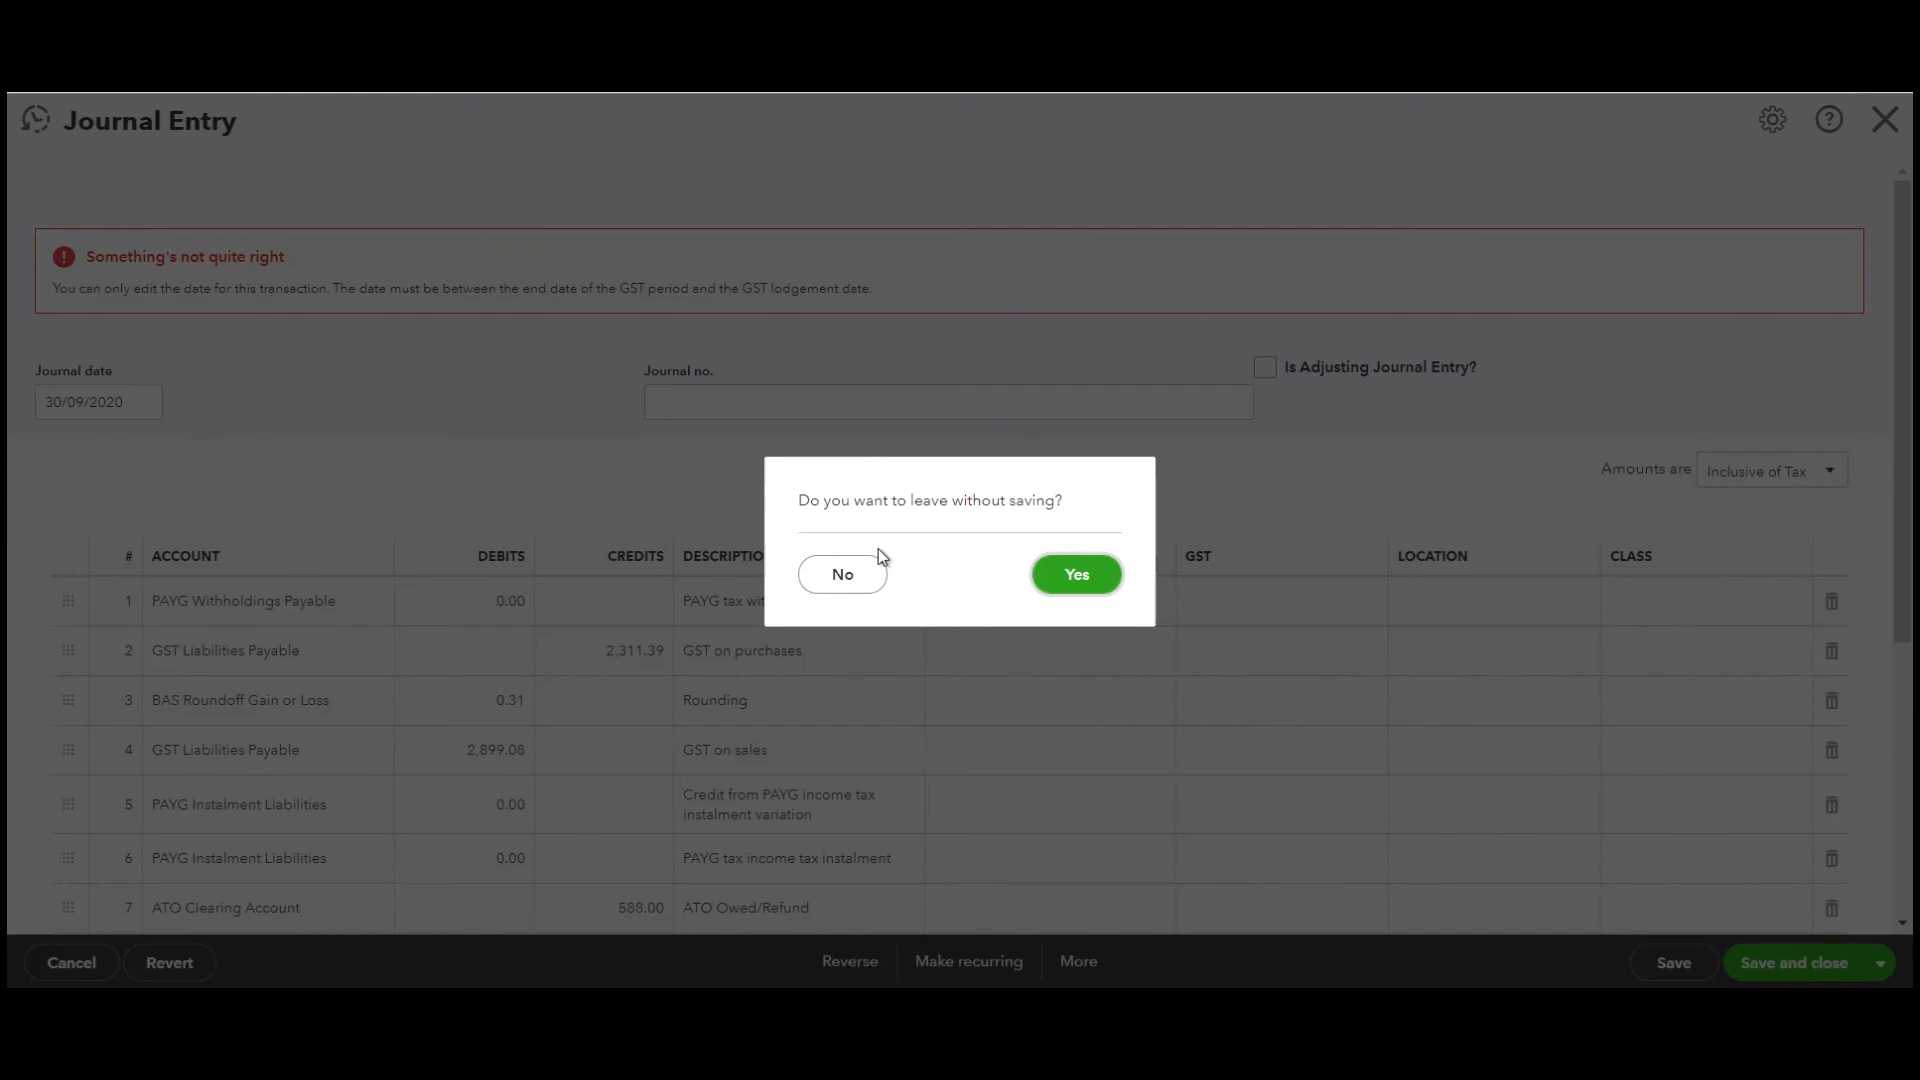 Journal Entry
Something's not quite right
You can only edit the date for this transaction. The date must be between the end date of the GST period and the GST lodgement date.
Journal date
Journal no.
Is Adjusting Journal Entry?
30/09/2020
Amounts are Inclusive of Tax
Do you want to leave without saving?
No
Yes
# ACCOUNT DEBITS CREDITS DESCRIPTIO GST LOCATION CLASS
1 PAYG Withholdings Payable 0.00 PAYG tax wit
2 GST Liabilities Payable 2,311.39 GST on purchases
3 BAS Roundoff Gain or Loss 0.31 Rounding
4 GST Liabilities Payable 2,899.08 GST on sales
5 PAYG Instalment Liabilities 0.00 Credit from PAYG income tax
instalment variation
6 PAYG Instalment Liabilities 0.00 PAYG tax income tax instalment
7 ATO Clearing Account 588.00 ATO Owed/Refund
Cancel Revert Reverse Make recurring More Save Save and close